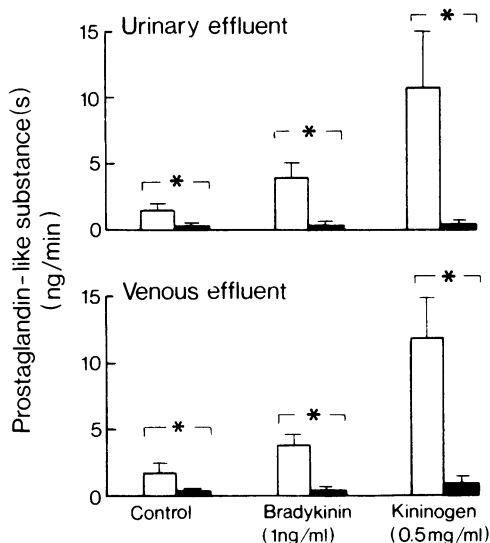 Prostaglandin-like substance(s)
(ng/min)
Urinary effluent
15
10
5
0
*
*
*
Venous effluent
15
10
5
0
*
*
*
Control
Bradykinin
(1ng/ml)
Kininogen
(0.5mg/ml)